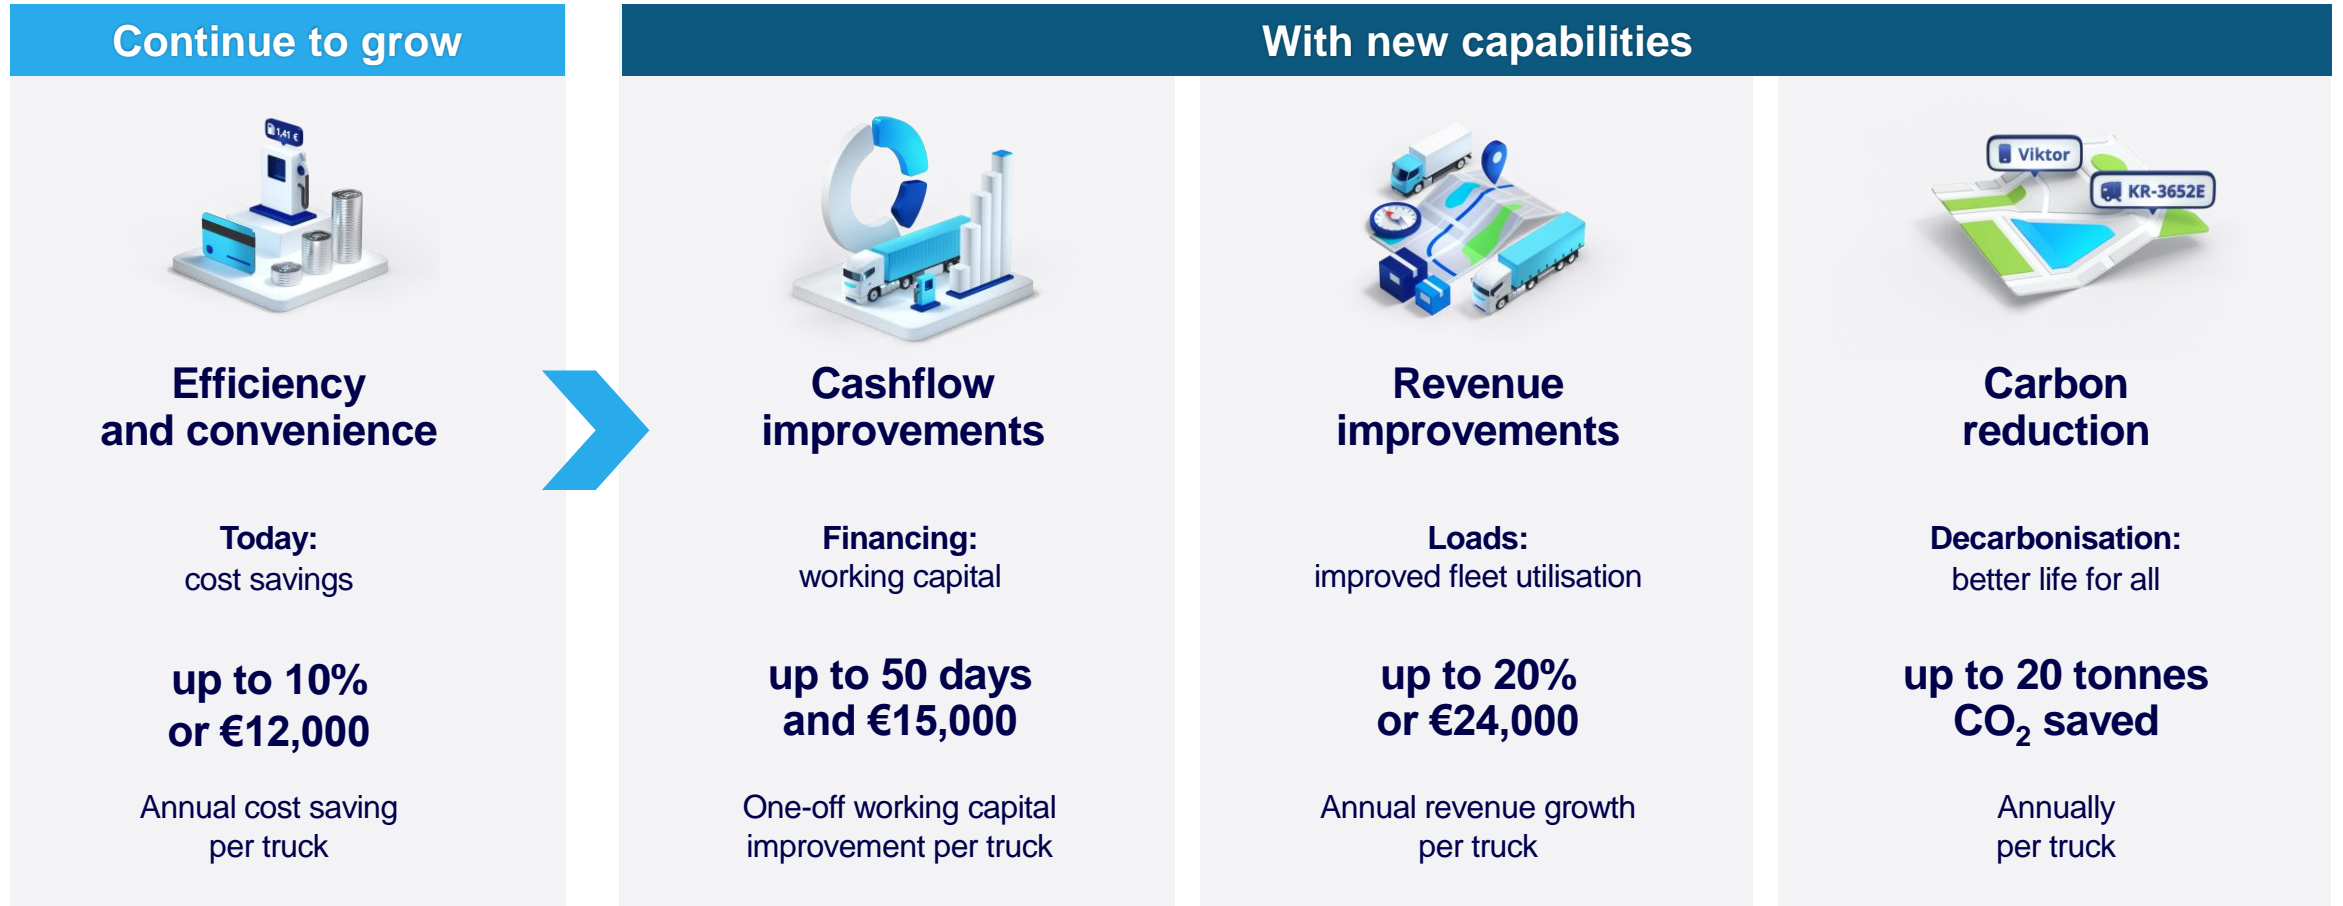 Continue to grow
With new capabilities
1,41 €
Efficiency
and convenience
Today:
cost savings
up to 10%
or €12,000
Annual cost saving
per truck
Cashflow
improvements
Financing:
working capital
up to 50 days
and €15,000
One-off working capital
improvement per truck
Revenue
improvements
Loads:
improved fleet utilisation
up to 20%
or €24,000
Annual revenue growth
per truck
Viktor
KR-3652E
Carbon
reduction
Decarbonisation:
better life for all
up to 20 tonnes
CO₂ saved
Annually
per truck